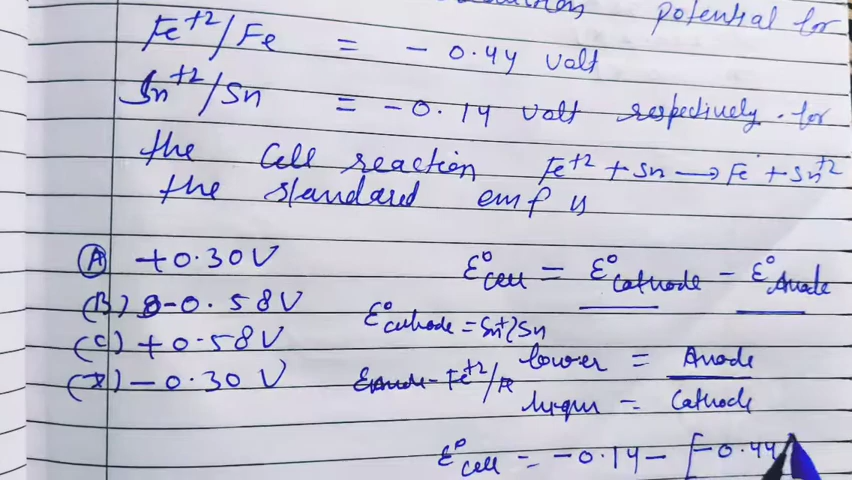 potential for
Fe⁺²/Fe = - 0.44 volt
Sn⁺²/Sn = - 0.14 volt respectively. for
the Cell reaction Fe⁺² + Sn → Fe + Sn⁺²
the standard emf is
(A) +0.30V
(B) -0.58V
(C) +0.58V
-0.30V
E°cell = E°Cathode - E°Anode
E°cathode = Sn⁺²/Sn
lower = Anode
Fe⁺²/Fe
= Cathode
E°cell = -0.14 - [-0.44